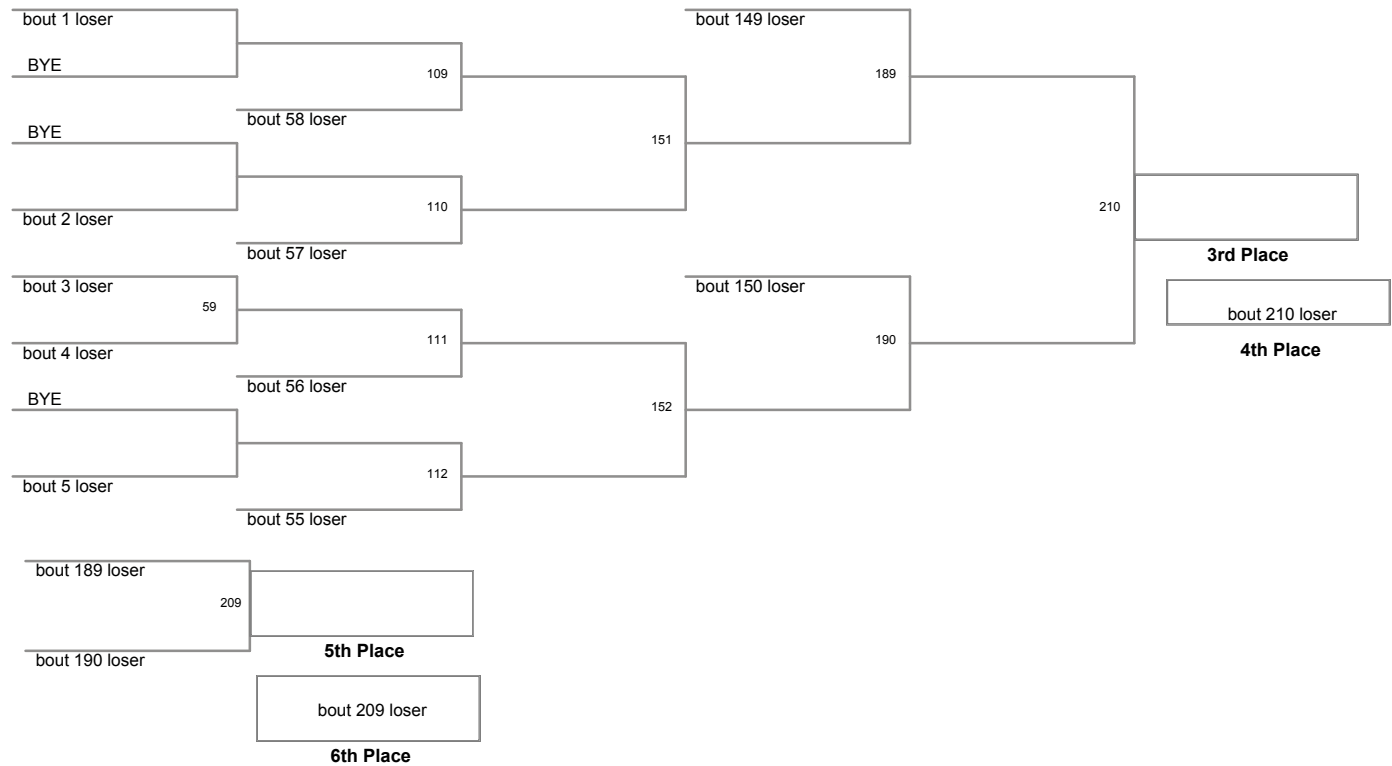 bout 1 loser
BYE
109
bout 58 loser
BYE
bout 2 loser
110
bout 57 loser
151
bout 149 loser
189
bout 3 loser
59
bout 4 loser
111
bout 56 loser
BYE
bout 5 loser
112
bout 55 loser
152
bout 150 loser
190
210
3rd Place
bout 210 loser
4th Place
bout 189 loser
209
bout 190 loser
5th Place
bout 209 loser
6th Place